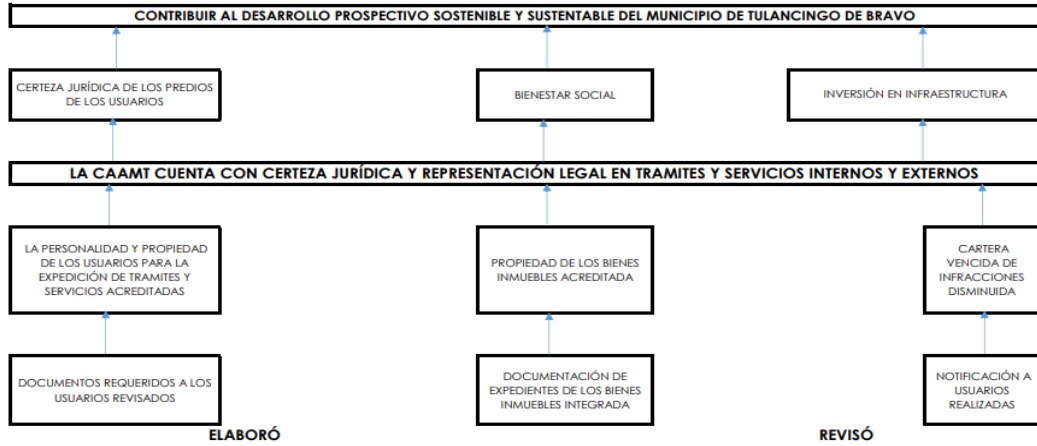 CONTRIBUIR AL DESARROLLO PROSPECTIVO SOSTENIBLE Y SUSTENTABLE DEL MUNICIPIO DE TULANCINGO DE BRAVO
CERTEZA JURÍDICA DE LOS PREDIOS
DE LOS USUARIOS
BIENESTAR SOCIAL
INVERSIÓN EN INFRAESTRUCTURA
LA CAAMT CUENTA CON CERTEZA JURÍDICA Y REPRESENTACIÓN LEGAL EN TRAMITES Y SERVICIOS INTERNOS Y EXTERNOS
LA PERSONALIDAD Y PROPIEDAD
DE LOS USUARIOS PARA LA
EXPEDICIÓN DE TRAMITES Y
SERVICIOS ACREDITADAS
PROPIEDAD DE LOS BIENES
INMUEBLES ACREDITADA
CARTERA
VENCIDA DE
INFRACCIONES
DISMINUIDA
DOCUMENTOS REQUERIDOS A LOS
USUARIOS REVISADOS
DOCUMENTACIÓN DE
EXPEDIENTES DE LOS BIENES
INMUEBLES INTEGRADA
NOTIFICACIÓN A
USUARIOS
REALIZADAS
ELABORÓ
REVISÓ